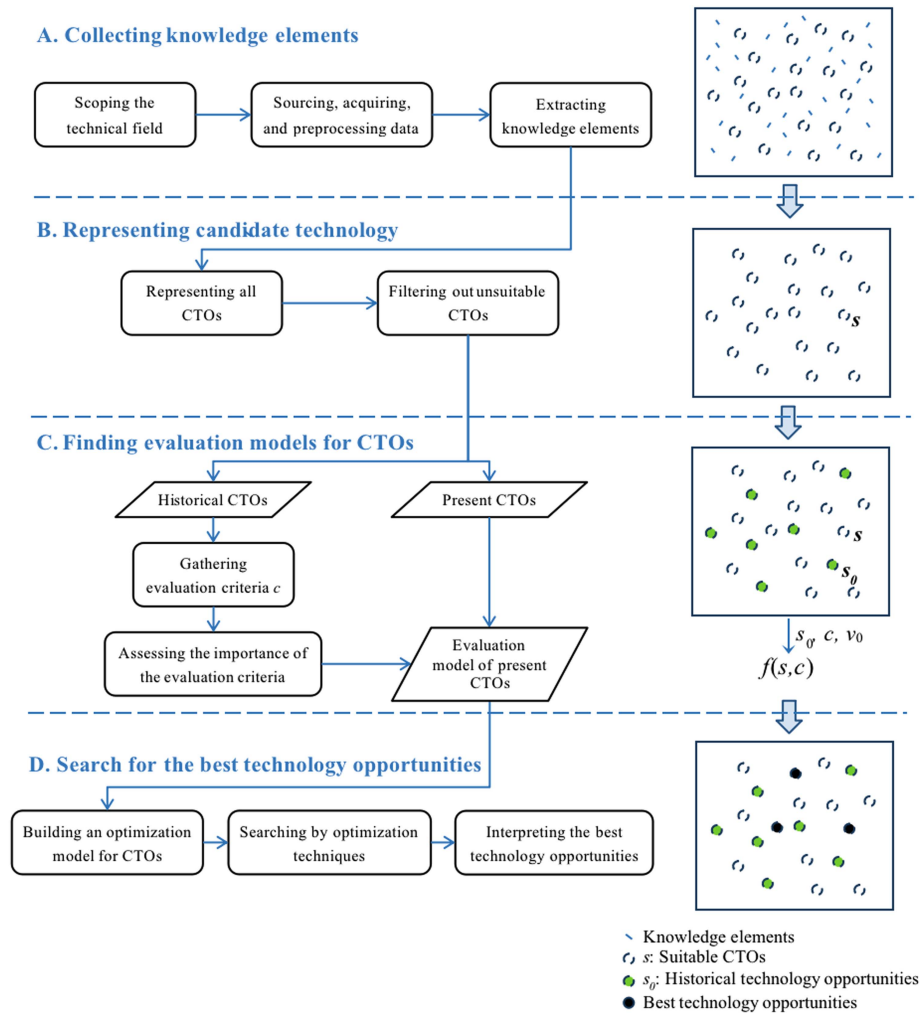 A. Collecting knowledge elements
Scoping the
technical field
Sourcing, acquiring,
and preprocessing data
Extracting
knowledge elements
B. Representing candidate technology
Representing all
CTOs
Filtering out unsuitable
CTOs
s
C. Finding evaluation models for CTOs
Historical CTOs
Present CTOs
Gathering
evaluation criteria c
Assessing the importance of
the evaluation criteria
Evaluation
model of present
CTOs
s
s₀
s₀, c, v₀
f(s,c)
D. Search for the best technology opportunities
Building an optimization
model for CTOs
Searching by optimization
techniques
Interpreting the best
technology opportunities
Knowledge elements
s: Suitable CTOs
s₀: Historical technology opportunities
Best technology opportunities